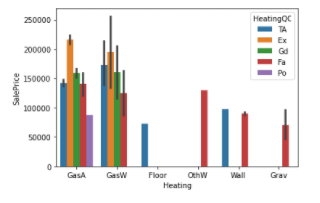 HeatingQC
TA
Ex
Gd
Fa
Po
250000
200000
150000
100000
50000
0
SalePrice
GasA GasW Floor OthW Wall Grav
Heating